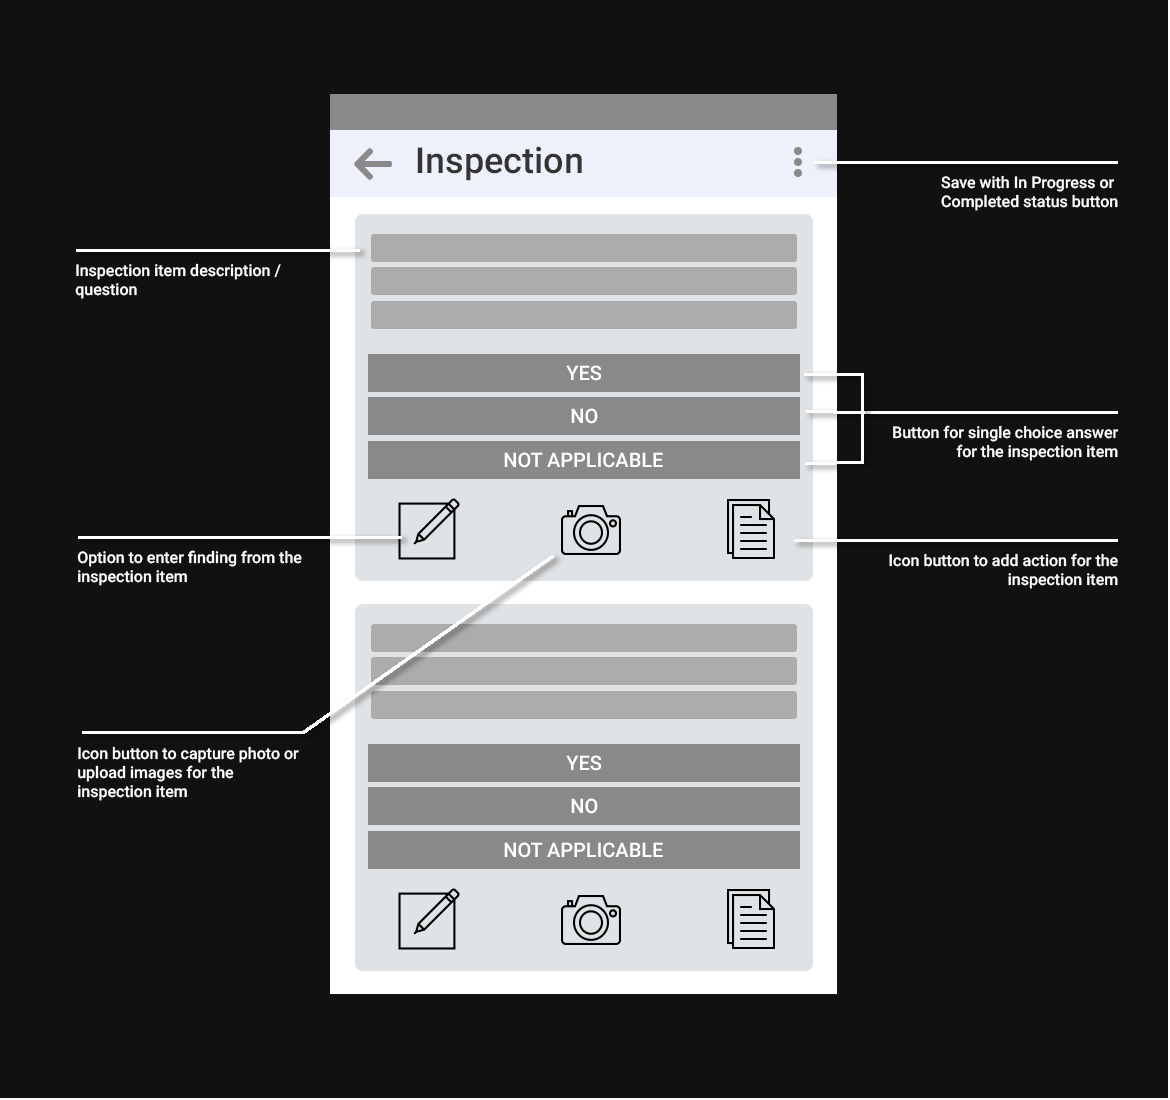 Inspection
Save with In Progress or
Completed status button
Inspection item description /
question
YES
NO
NOT APPLICABLE
Button for single choice answer
for the inspection item
Option to enter finding from the
inspection item
Icon button to add action for the
inspection item
Icon button to capture photo or
upload images for the
inspection item
YES
NO
NOT APPLICABLE